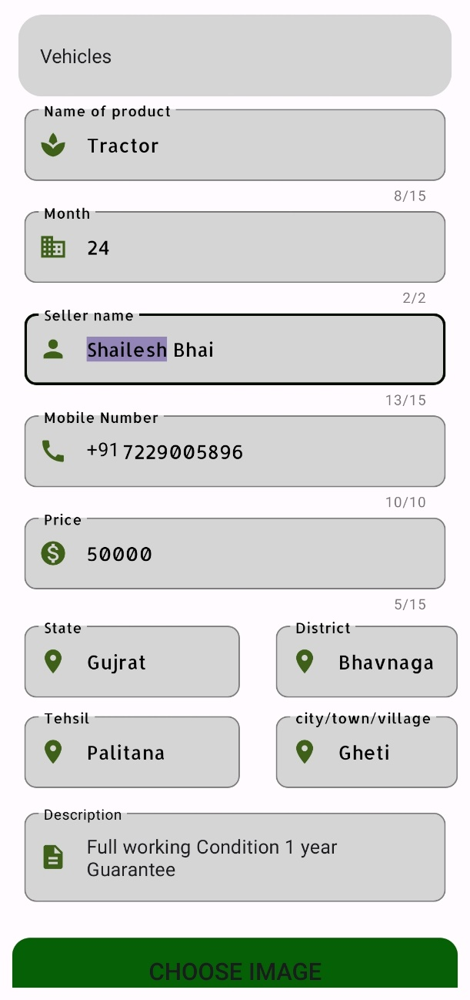 Vehicles
Name of product
Tractor
8/15
Month
24
2/2
Seller name
Shailesh Bhai
13/15
Mobile Number
+91 7229005896
10/10
Price
50000
5/15
State
Gujrat
District
Bhavnaga
Tehsil
Palitana
city/town/village
Gheti
Description
Full working Condition 1 year
Guarantee
CHOOSE IMAGE